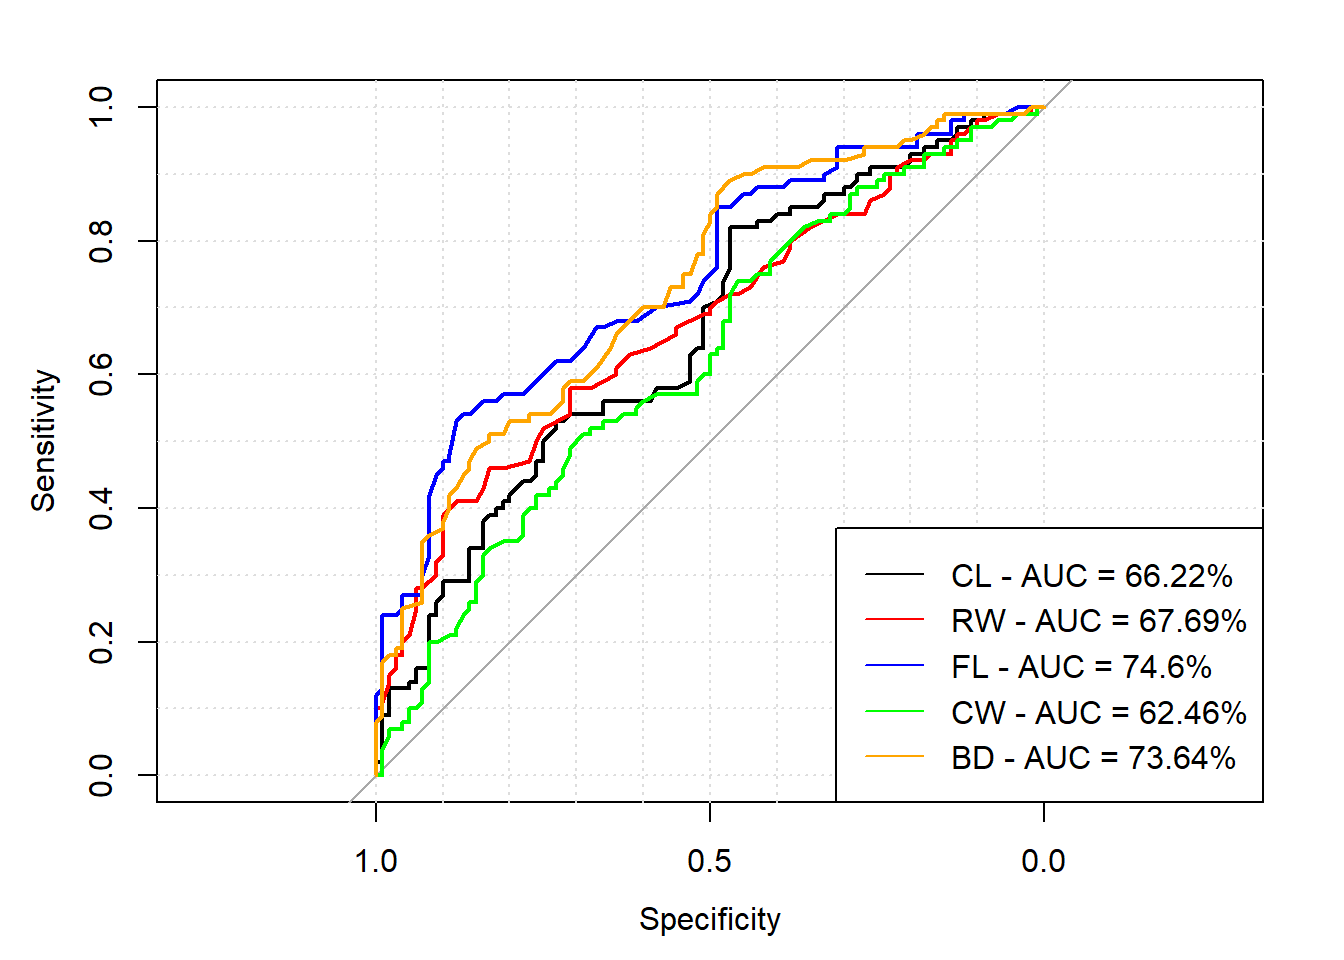 1.0
0.8
0.6
0.4
0.2
0.0
Sensitivity
CL - AUC = 66.22%
RW - AUC = 67.69%
FL - AUC = 74.6%
CW - AUC = 62.46%
BD - AUC = 73.64%
1.0 0.5 0.0
Specificity